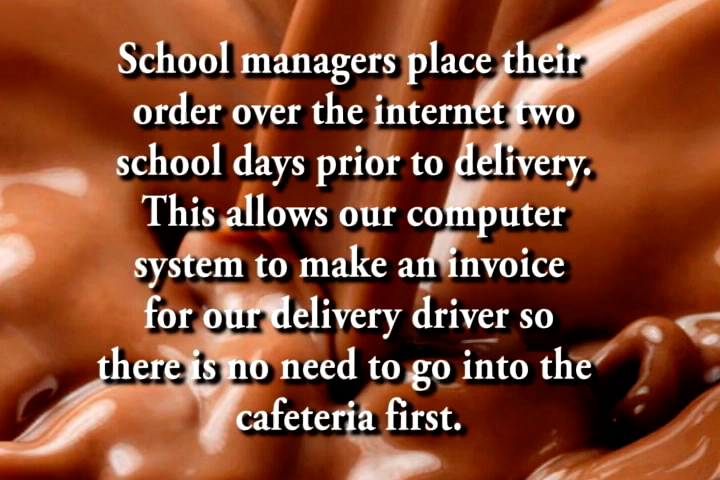 School managers place their
order over the internet two
school days prior to delivery.
This allows our computer
system to make an invoice
for our delivery driver so
there is no need to go into the
cafeteria first.